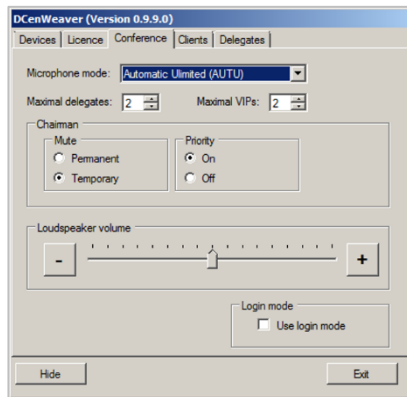 DCenWeaver (Version 0.9.9.0)
Devices Licence Conference Clients Delegates
Microphone mode: Automatic Ulimited (AUTU)
Maximal delegates: 2 Maximal VIPs: 2
Chairman
Mute Priority
Permanent On
Temporary Off
Loudspeaker volume
- +
Login mode
Use login mode
Hide Exit